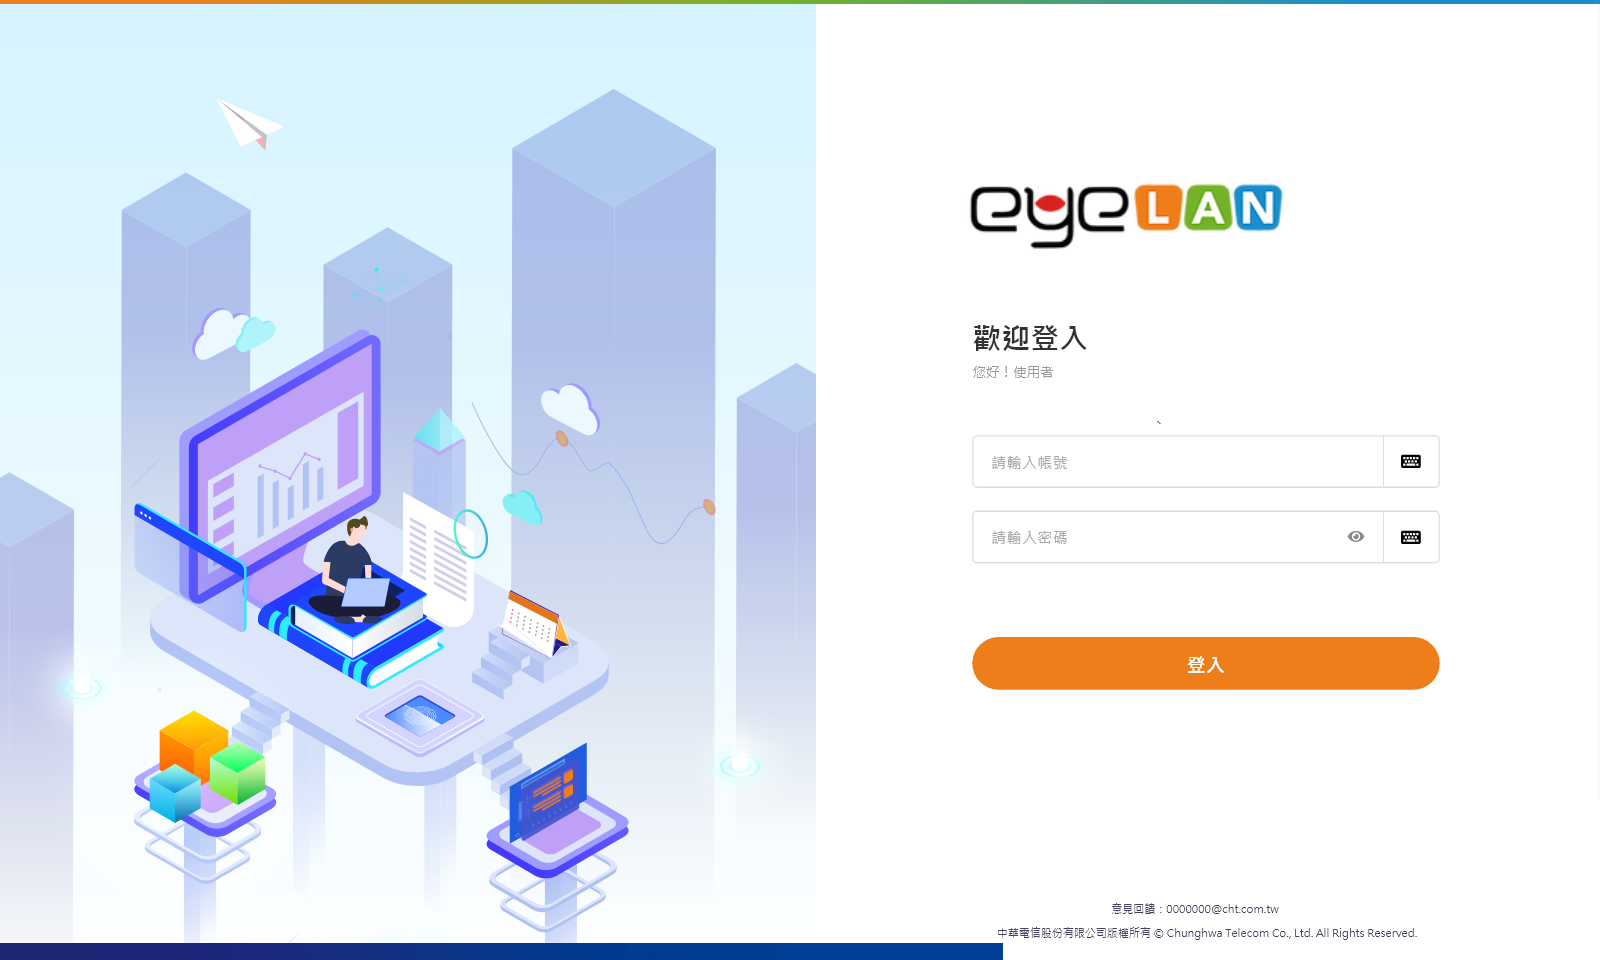 eyeLAN
歡迎登入
您好！使用者
`
請輸入帳號
請輸入密碼
登入
意見回饋：0000000@cht.com.tw
中華電信股份有限公司版權所有 © Chunghwa Telecom Co., Ltd. All Rights Reserved.